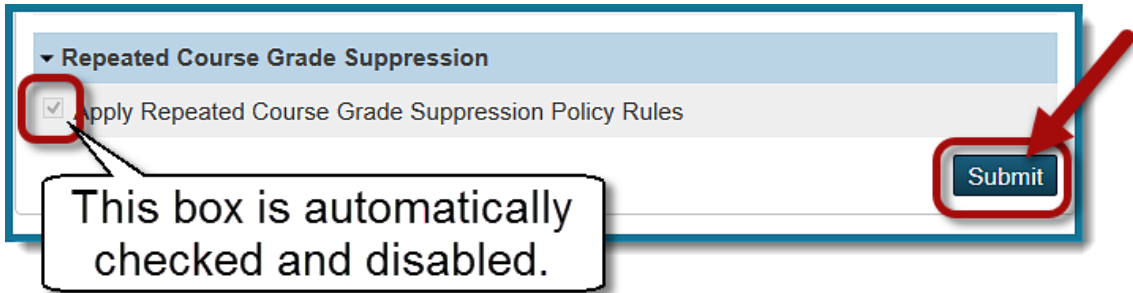 Repeated Course Grade Suppression
Apply Repeated Course Grade Suppression Policy Rules
Submit
This box is automatically
checked and disabled.